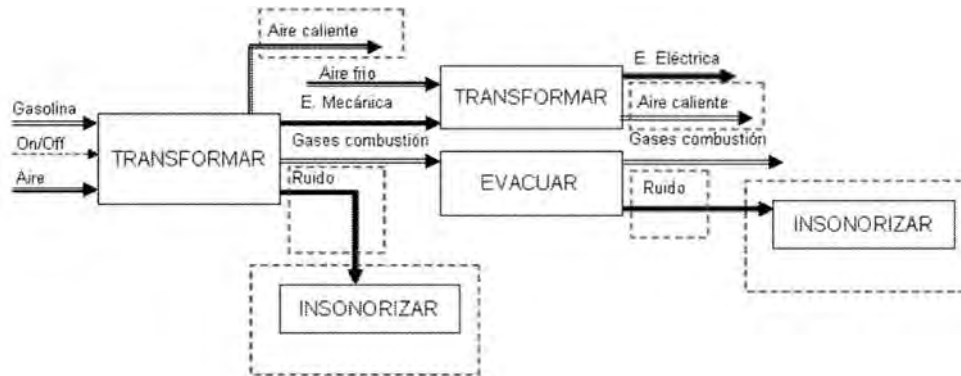 Aire caliente
Aire frio
E. Eléctrica
TRANSFORMAR
Gasolina
E. Mecánica
Aire caliente
On/Off
TRANSFORMAR
Gases combustión
Gases combustión
Aire
Ruido
EVACUAR
Ruido
INSONORIZAR
INSONORIZAR